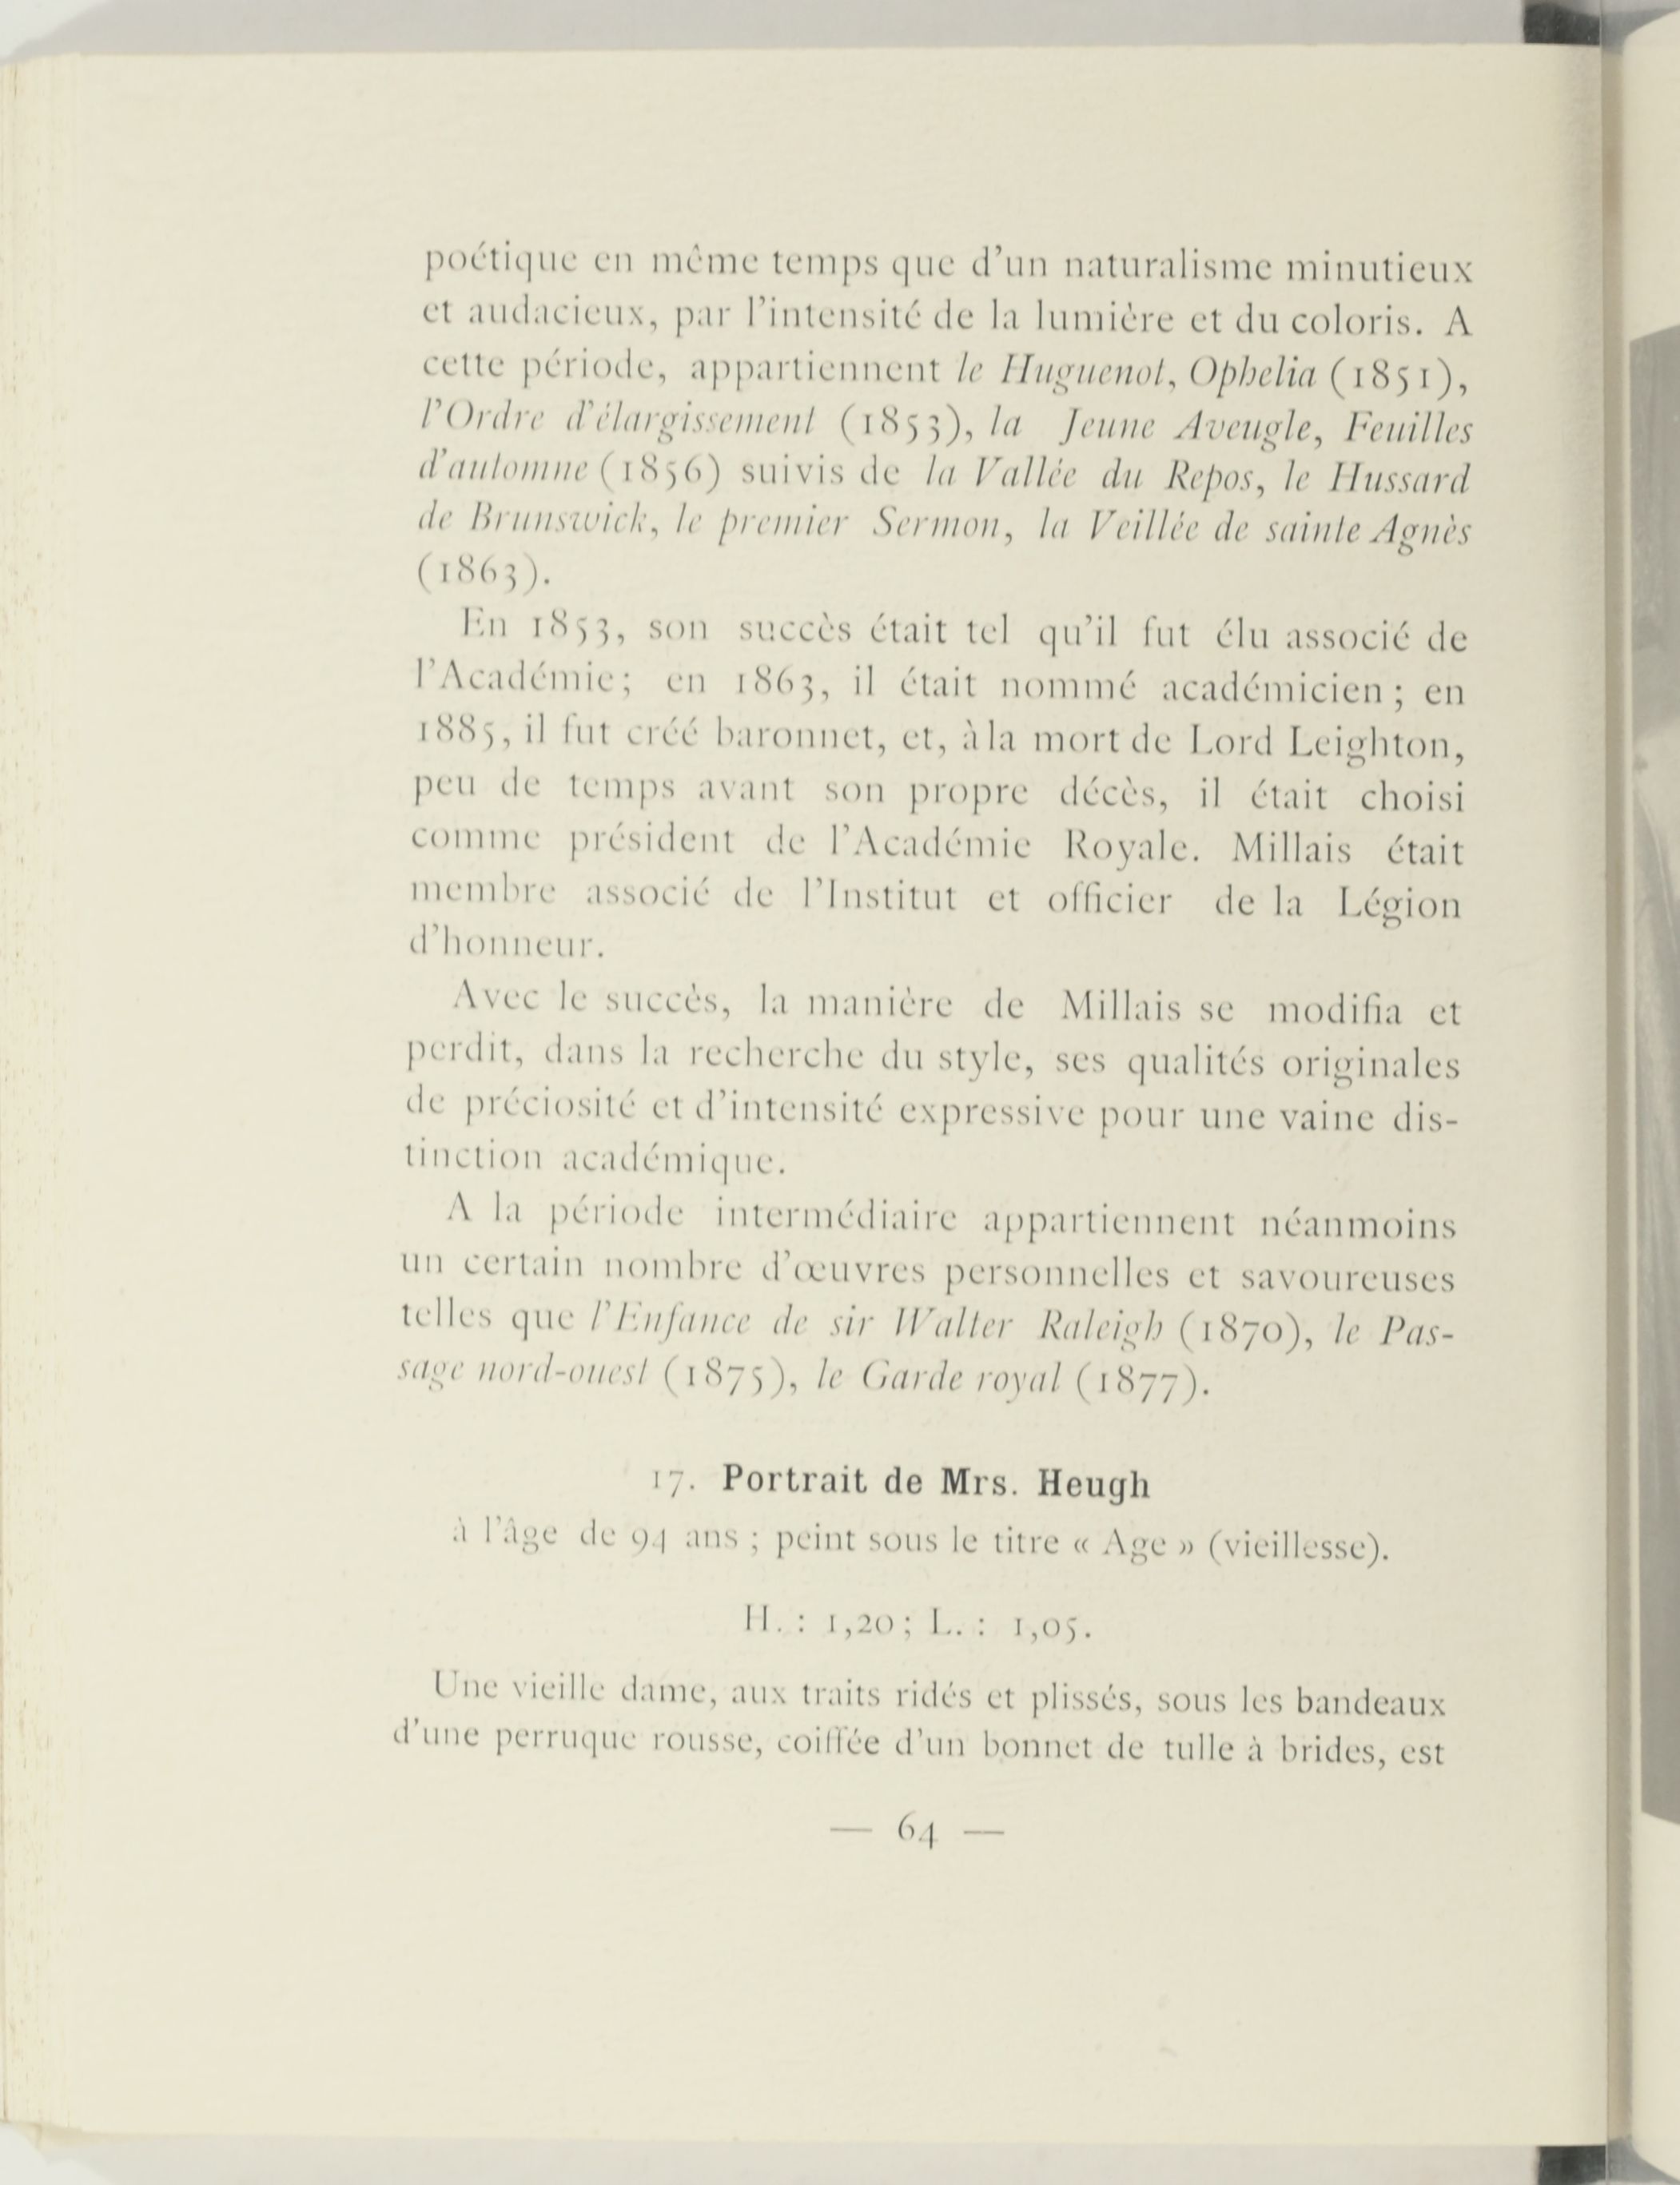 poétique en même temps que d'un naturalisme minutieux
et audacieux, par l'intensité de la lumière et du coloris. A
cette période, appartiennent le Huguenot, Ophelia (1851),
l'Ordre d'élargissement (1853), la Jeune Aveugle, Feuilles
d'automne (1856) suivis de la Vallée du Repos, le Hussard
de Brunswick, le premier Sermon, la Veillée de sainte Agnès
(1863).
En 1853, son succès était tel qu'il fut élu associé de
l'Académie; en 1863, il était nommé académicien; en
1885, il fut créé baronnet, et, à la mort de Lord Leighton,
peu de temps avant son propre décès, il était choisi
comme président de l'Académie Royale. Millais était
membre associé de l'Institut et officier de la Légion
d'honneur.
Avec le succès, la manière de Millais se modifia et
perdit, dans la recherche du style, ses qualités originales
de préciosité et d'intensité expressive pour une vaine dis-
tinction académique.
A la période intermédiaire appartiennent néanmoins
un certain nombre d'œuvres personnelles et savoureuses
telles que l'Enfance de sir Walter Raleigh (1870), le Pas-
sage nord-ouest (1875), le Garde royal (1877).
17. Portrait de Mrs. Heugh
à l'âge de 94 ans ; peint sous le titre « Age » (vieillesse).
H. : 1,20 ; L. : 1,05.
Une vieille dame, aux traits ridés et plissés, sous les bandeaux
d'une perruque rousse, coiffée d'un bonnet de tulle à brides, est
— 64 —